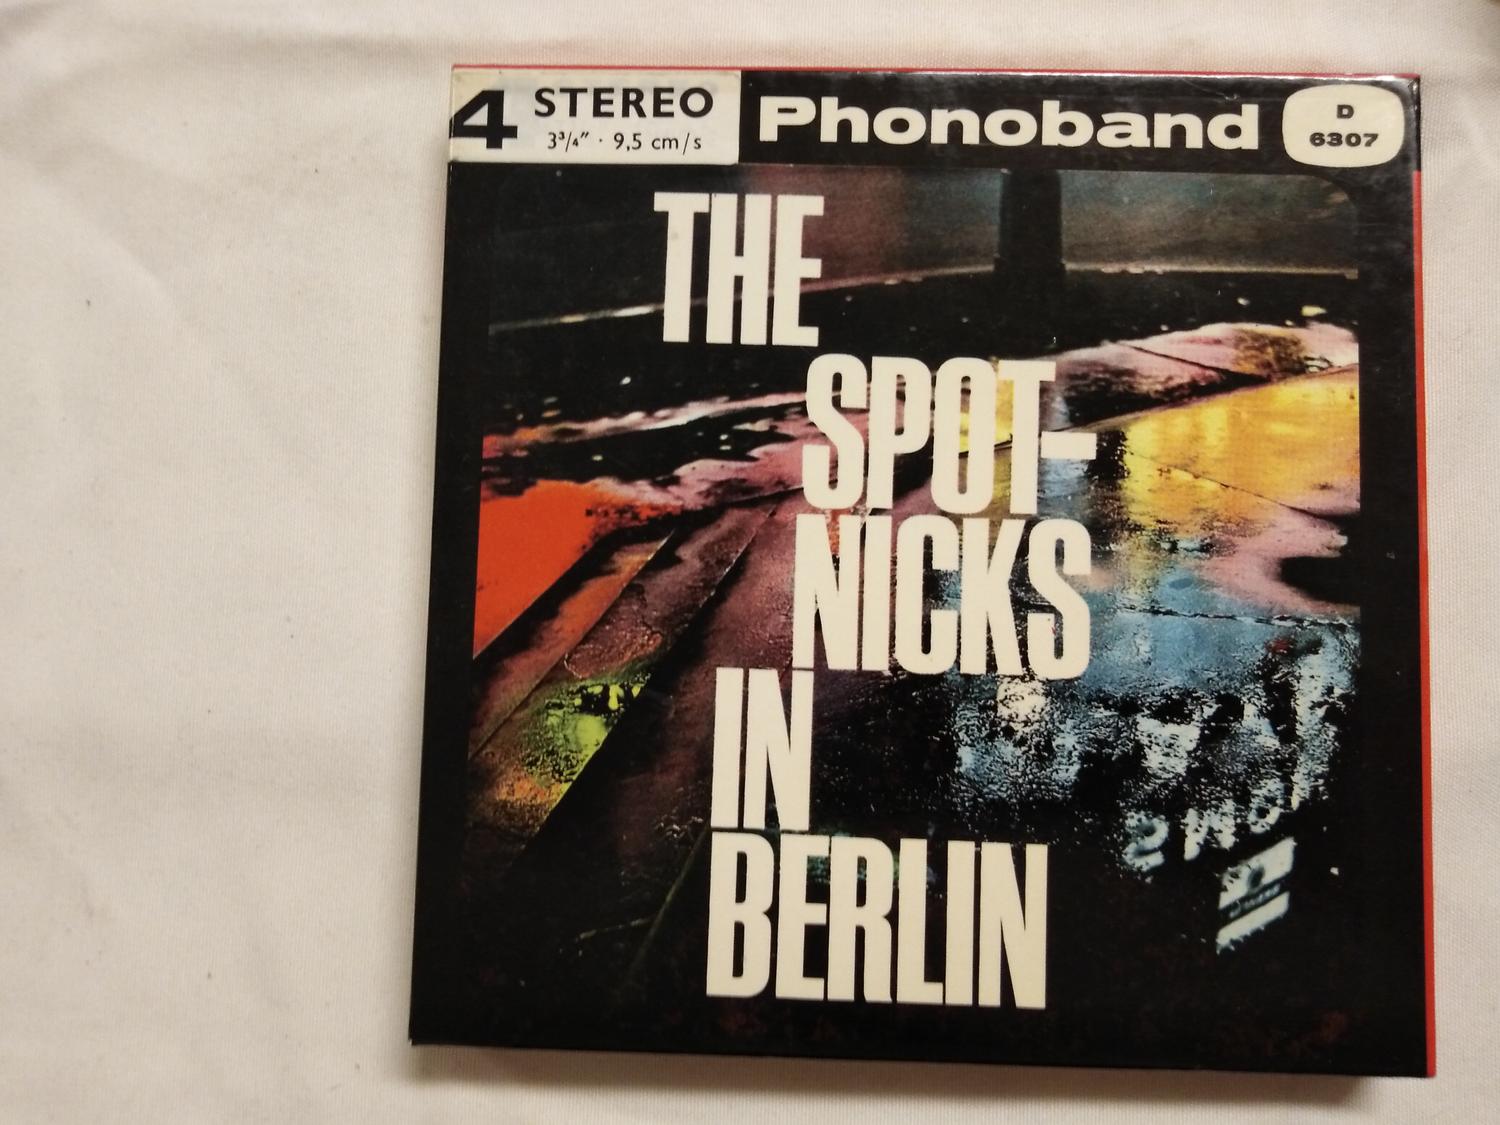 4 STEREO
3¾" · 9,5 cm/s
Phonoband
D
6307
THE
SPOT-
NICKS
IN
BERLIN